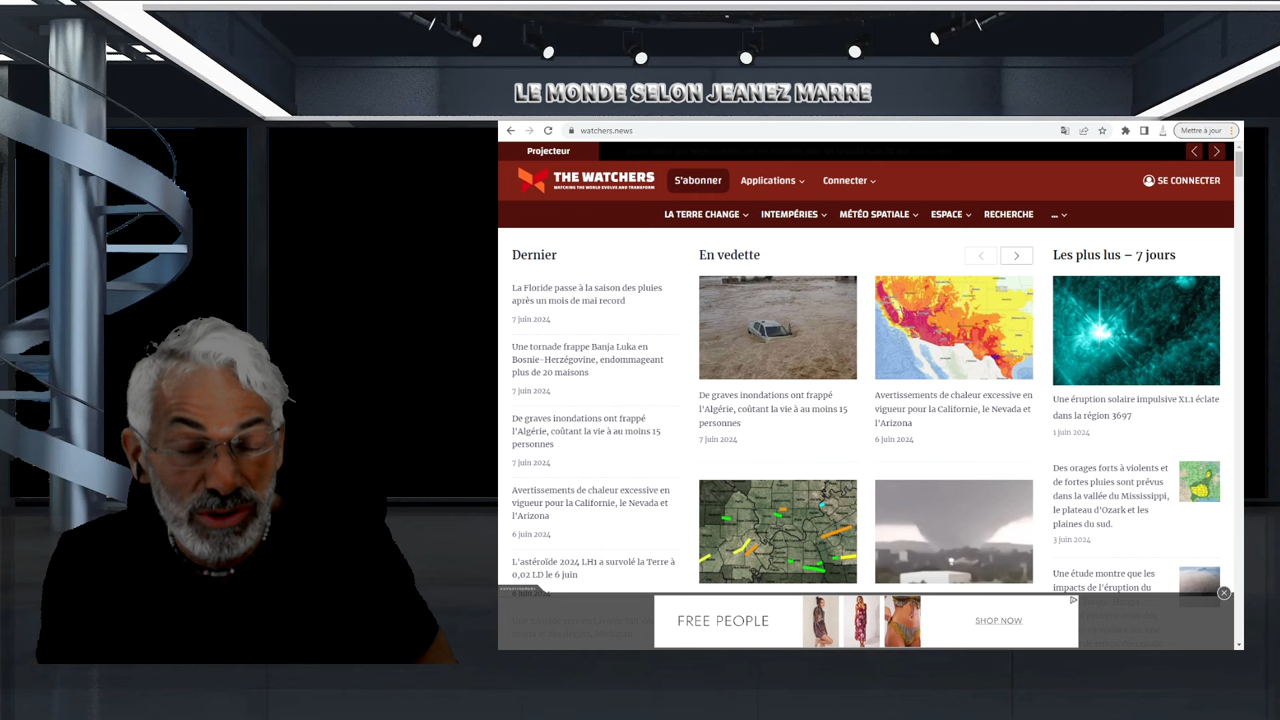 LE MONDE SELON JEANEZ MARRE
watchers.news
Mettre à jour
Projecteur
THE WATCHERS
WATCHING THE WORLD EVOLVE AND TRANSFORM
S'abonner
Applications
Connecter
SE CONNECTER
LA TERRE CHANGE
INTEMPÉRIES
MÉTÉO SPATIALE
ESPACE
RECHERCHE
...
Dernier
La Floride passe à la saison des pluies
après un mois de mai record
7 juin 2024
Une tornade frappe Banja Luka en
Bosnie-Herzégovine, endommageant
plus de 20 maisons
7 juin 2024
De graves inondations ont frappé
l'Algérie, coûtant la vie à au moins 15
personnes
7 juin 2024
Avertissements de chaleur excessive en
vigueur pour la Californie, le Nevada et
l'Arizona
6 juin 2024
L'astéroïde 2024 LH1 a survolé la Terre à
0,02 LD le 6 juin
En vedette
De graves inondations ont frappé
l'Algérie, coûtant la vie à au moins 15
personnes
7 juin 2024
Avertissements de chaleur excessive en
vigueur pour la Californie, le Nevada et
l'Arizona
6 juin 2024
Les plus lus – 7 jours
Une éruption solaire impulsive X1.1 éclate
dans la région 3697
1 juin 2024
Des orages forts à violents et
de fortes pluies sont prévus
dans la vallée du Mississippi,
le plateau d'Ozark et les
plaines du sud.
3 juin 2024
Une étude montre que les
impacts de l'éruption du
FREE PEOPLE
SHOP NOW